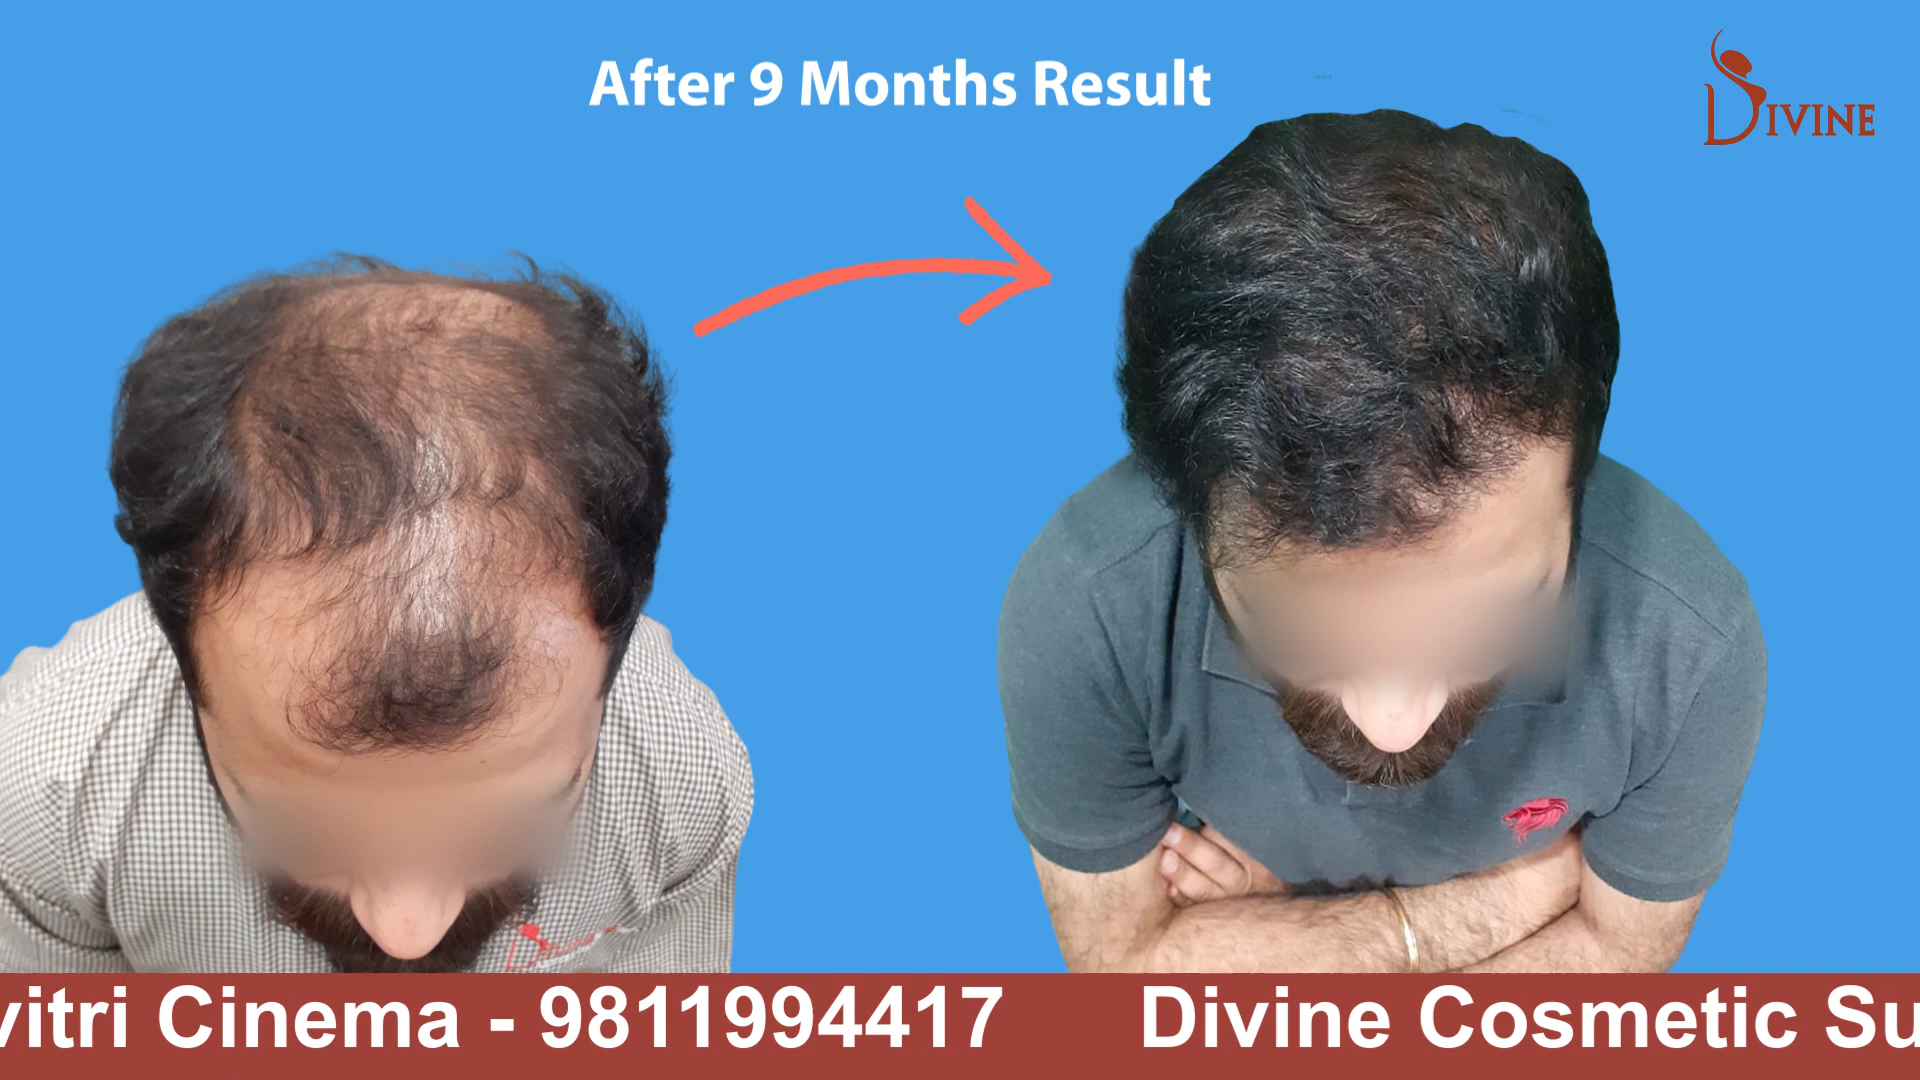 After 9 Months Result
DIVINE
vitri Cinema - 9811994417 Divine Cosmetic Su